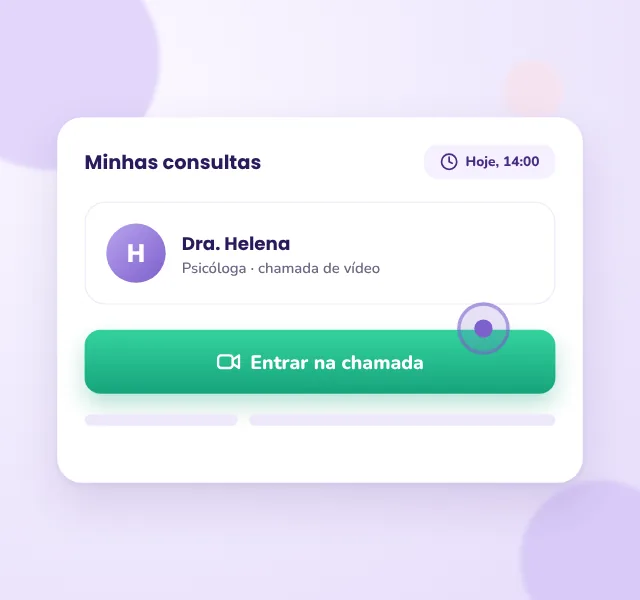 Minhas consultas
Hoje, 14:00
H
Dra. Helena
Psicóloga · chamada de vídeo
Entrar na chamada